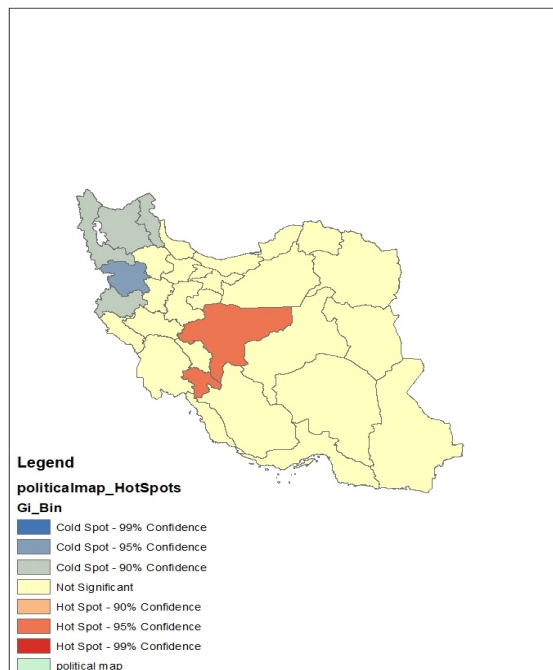 Legend
politicalmap_HotSpots
Gi_Bin
Cold Spot - 99% Confidence
Cold Spot - 95% Confidence
Cold Spot - 90% Confidence
Not Significant
Hot Spot - 90% Confidence
Hot Spot - 95% Confidence
Hot Spot - 99% Confidence
political map